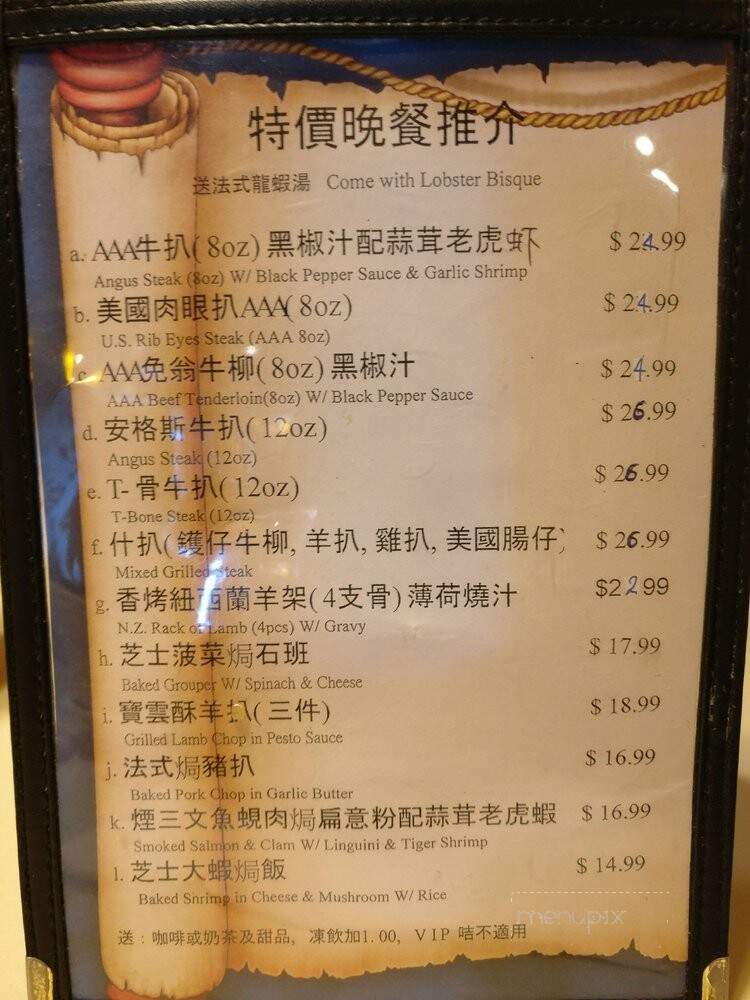 特價晚餐推介
送法式龍蝦湯 Come with Lobster Bisque
a. AAA牛扒(8oz)黑椒汁配蒜茸老虎虾 $24.99
Angus Steak (8oz) W/ Black Pepper Sauce & Garlic Shrimp
b. 美國肉眼扒AAA(8oz) $24.99
U.S. Rib Eyes Steak (AAA 8oz)
c. AAA免翁牛柳(8oz)黑椒汁 $24.99
AAA Beef Tenderloin(8oz) W/ Black Pepper Sauce
d. 安格斯牛扒(12oz) $26.99
Angus Steak (12oz)
e. T-骨牛扒(12oz) $26.99
T-Bone Steak (12oz)
f. 什扒(鑊仔牛柳, 羊扒, 雞扒, 美國腸仔) $26.99
Mixed Grilled Steak
g. 香烤紐西蘭羊架(4支骨)薄荷燒汁 $22.99
N.Z. Rack of Lamb (4pcs) W/ Gravy
h. 芝士菠菜焗石班 $17.99
Baked Grouper W/ Spinach & Cheese
i. 寶雲酥羊扒(三件) $18.99
Grilled Lamb Chop in Pesto Sauce
j. 法式焗豬扒 $16.99
Baked Pork Chop in Garlic Butter
k. 煙三文魚蜆肉焗扁意粉配蒜茸老虎蝦 $16.99
Smoked Salmon & Clam W/ Linguini & Tiger Shrimp
l. 芝士大蝦焗飯 $14.99
Baked Snrimp in Cheese & Mushroom W/ Rice
送：咖啡或奶茶及甜品, 凍飲加1.00, VIP 咭不適用
menupix